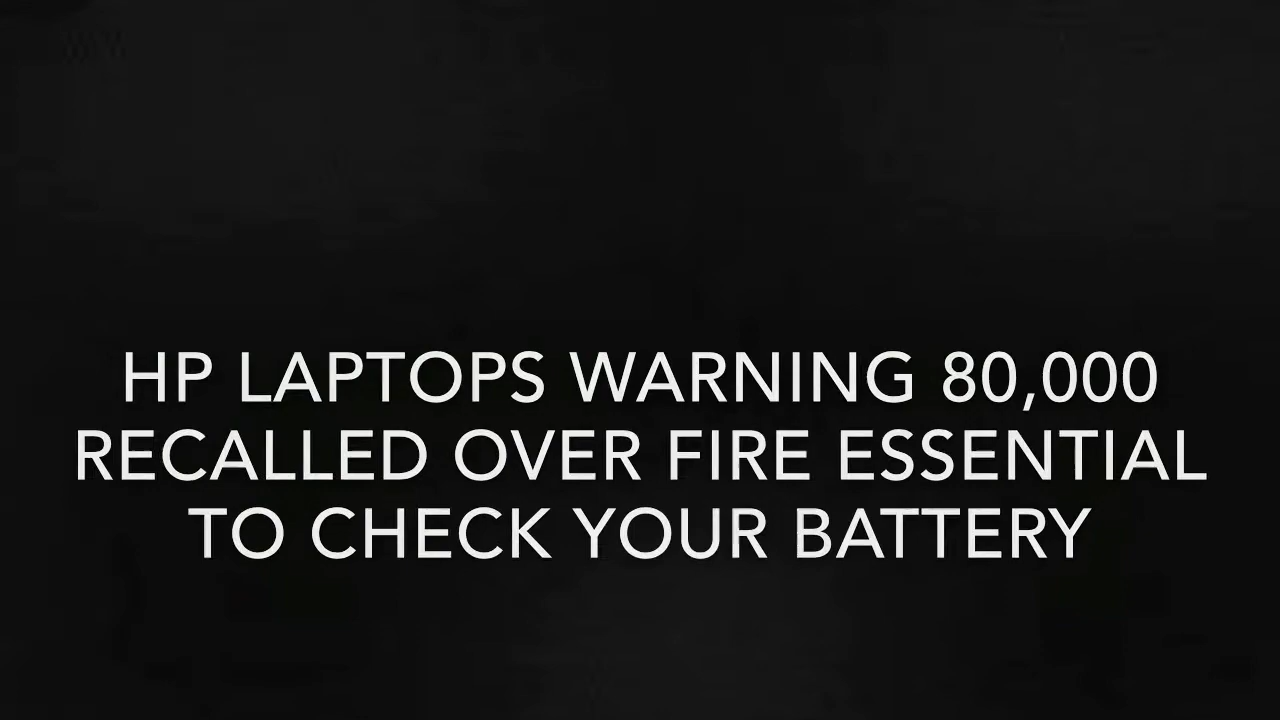 HP LAPTOPS WARNING 80,000
RECALLED OVER FIRE ESSENTIAL
TO CHECK YOUR BATTERY